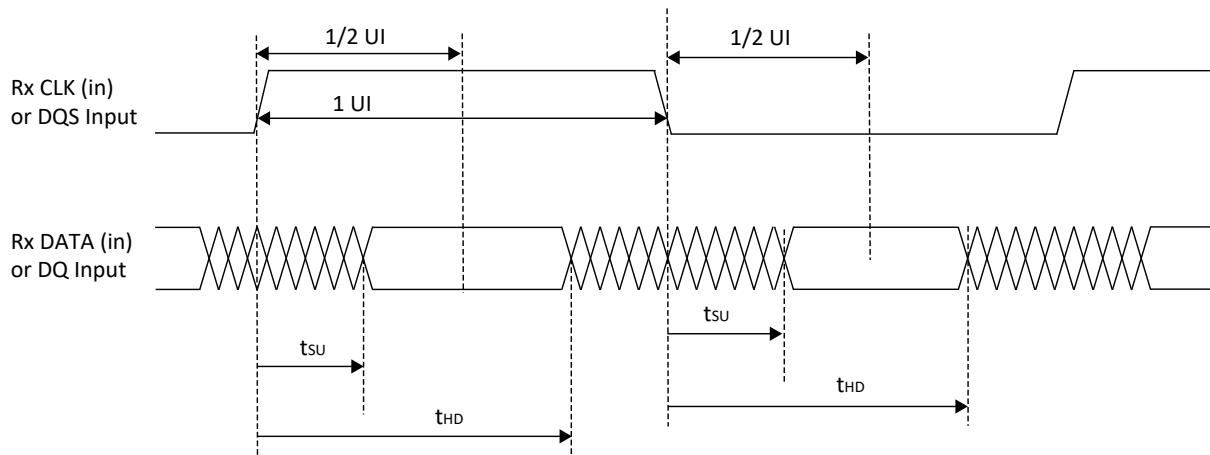 1/2 UI
1/2 UI
Rx CLK (in)
or DQS Input
1 UI
Rx DATA (in)
or DQ Input
tSU
tSU
tHD
tHD